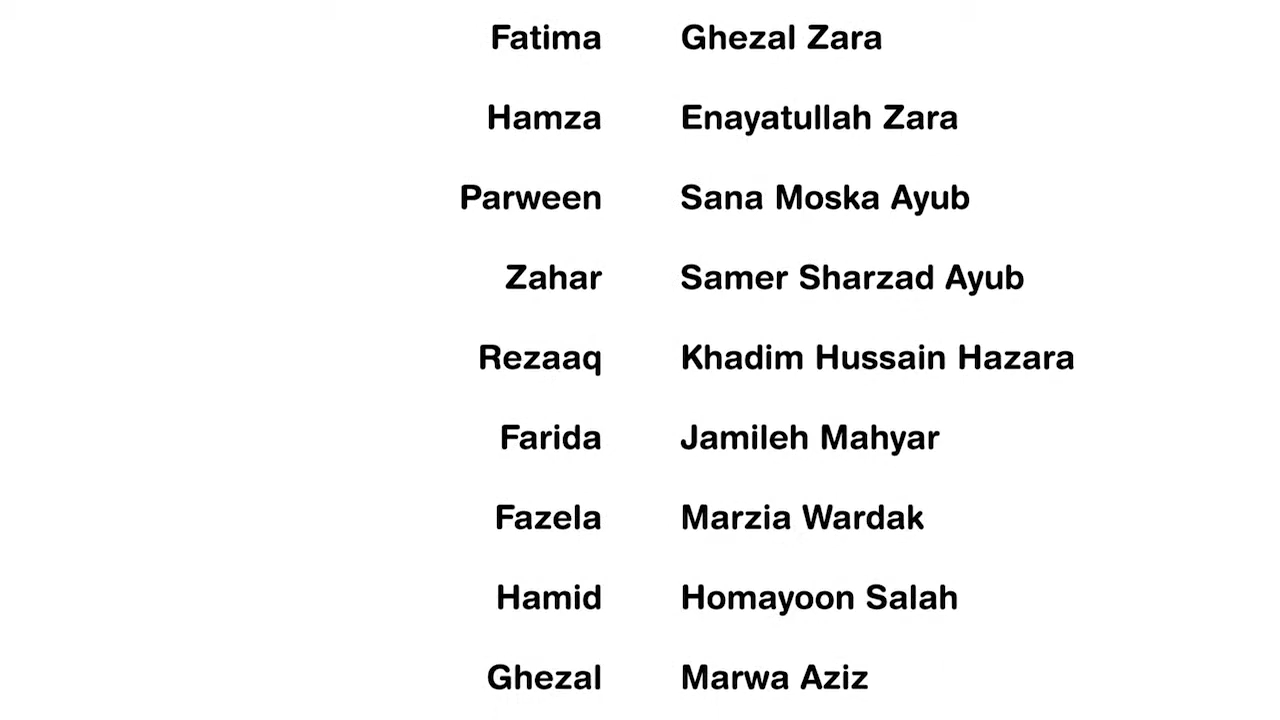 Fatima Ghezal Zara
Hamza Enayatullah Zara
Parween Sana Moska Ayub
Zahar Samer Sharzad Ayub
Rezaaq Khadim Hussain Hazara
Farida Jamileh Mahyar
Fazela Marzia Wardak
Hamid Homayoon Salah
Ghezal Marwa Aziz